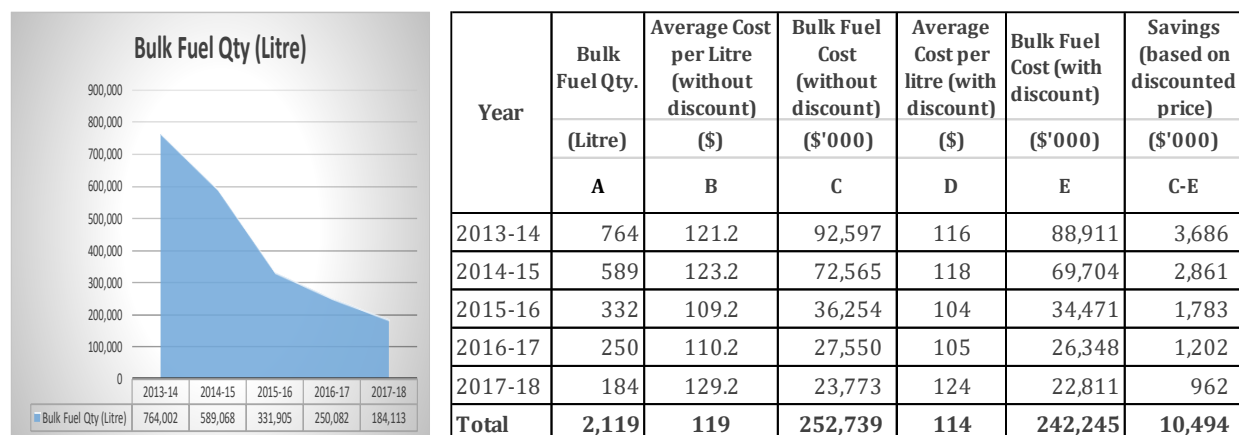 Bulk Fuel Qty (Litre)
900,000
800,000
700,000
600,000
500,000
400,000
300,000
200,000
100,000
0
2013-14 2014-15 2015-16 2016-17 2017-18
Bulk Fuel Qty (Litre) 764,002 589,068 331,905 250,082 184,113
Year
Bulk
Fuel Qty.
Average Cost
per Litre
(without
discount)
Bulk Fuel
Cost
(without
discount)
Average
Cost per
litre (with
discount)
Bulk Fuel
Cost (with
discount)
Savings
(based on
discounted
price)
(Litre) ($) ($'000) ($) ($'000) ($'000)
A B C D E C-E
2013-14 764 121.2 92,597 116 88,911 3,686
2014-15 589 123.2 72,565 118 69,704 2,861
2015-16 332 109.2 36,254 104 34,471 1,783
2016-17 250 110.2 27,550 105 26,348 1,202
2017-18 184 129.2 23,773 124 22,811 962
Total 2,119 119 252,739 114 242,245 10,494